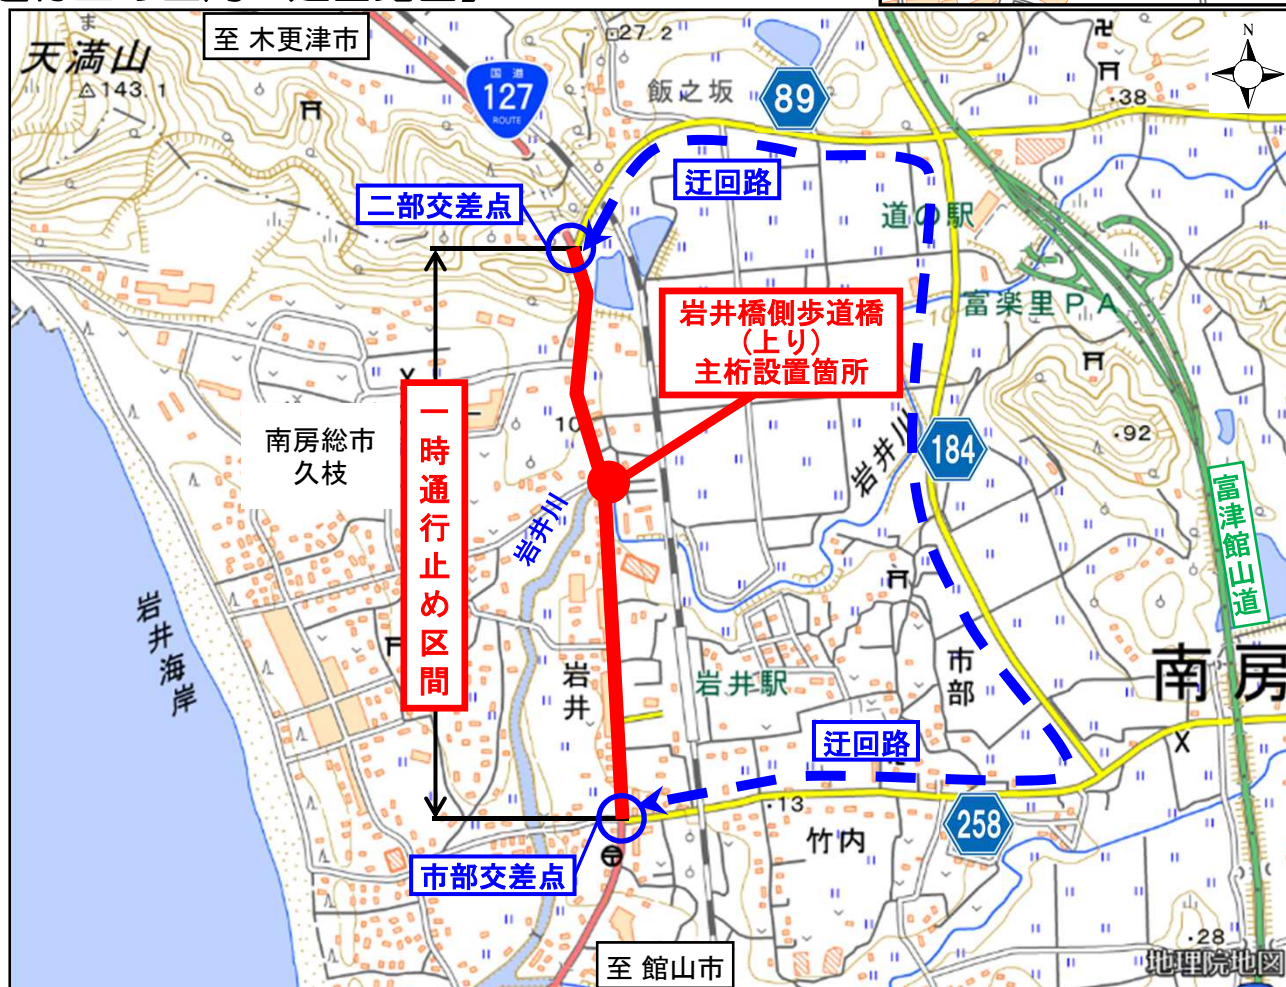 至 木更津市
天満山
143.1
27.2
国道
127
ROUTE
飯之坂
89
38
N
二部交差点
迂回路
道の駅
富楽里PA
岩井橋側歩道橋
(上り)
主桁設置箇所
10
10
南房総市
久枝
一時通行止め区間
岩井川
岩井川
184
92
富津館山道
岩井海岸
岩井
岩井駅
市部
南房
迂回路
13
258
竹内
市部交差点
至 館山市
28
地理院地図